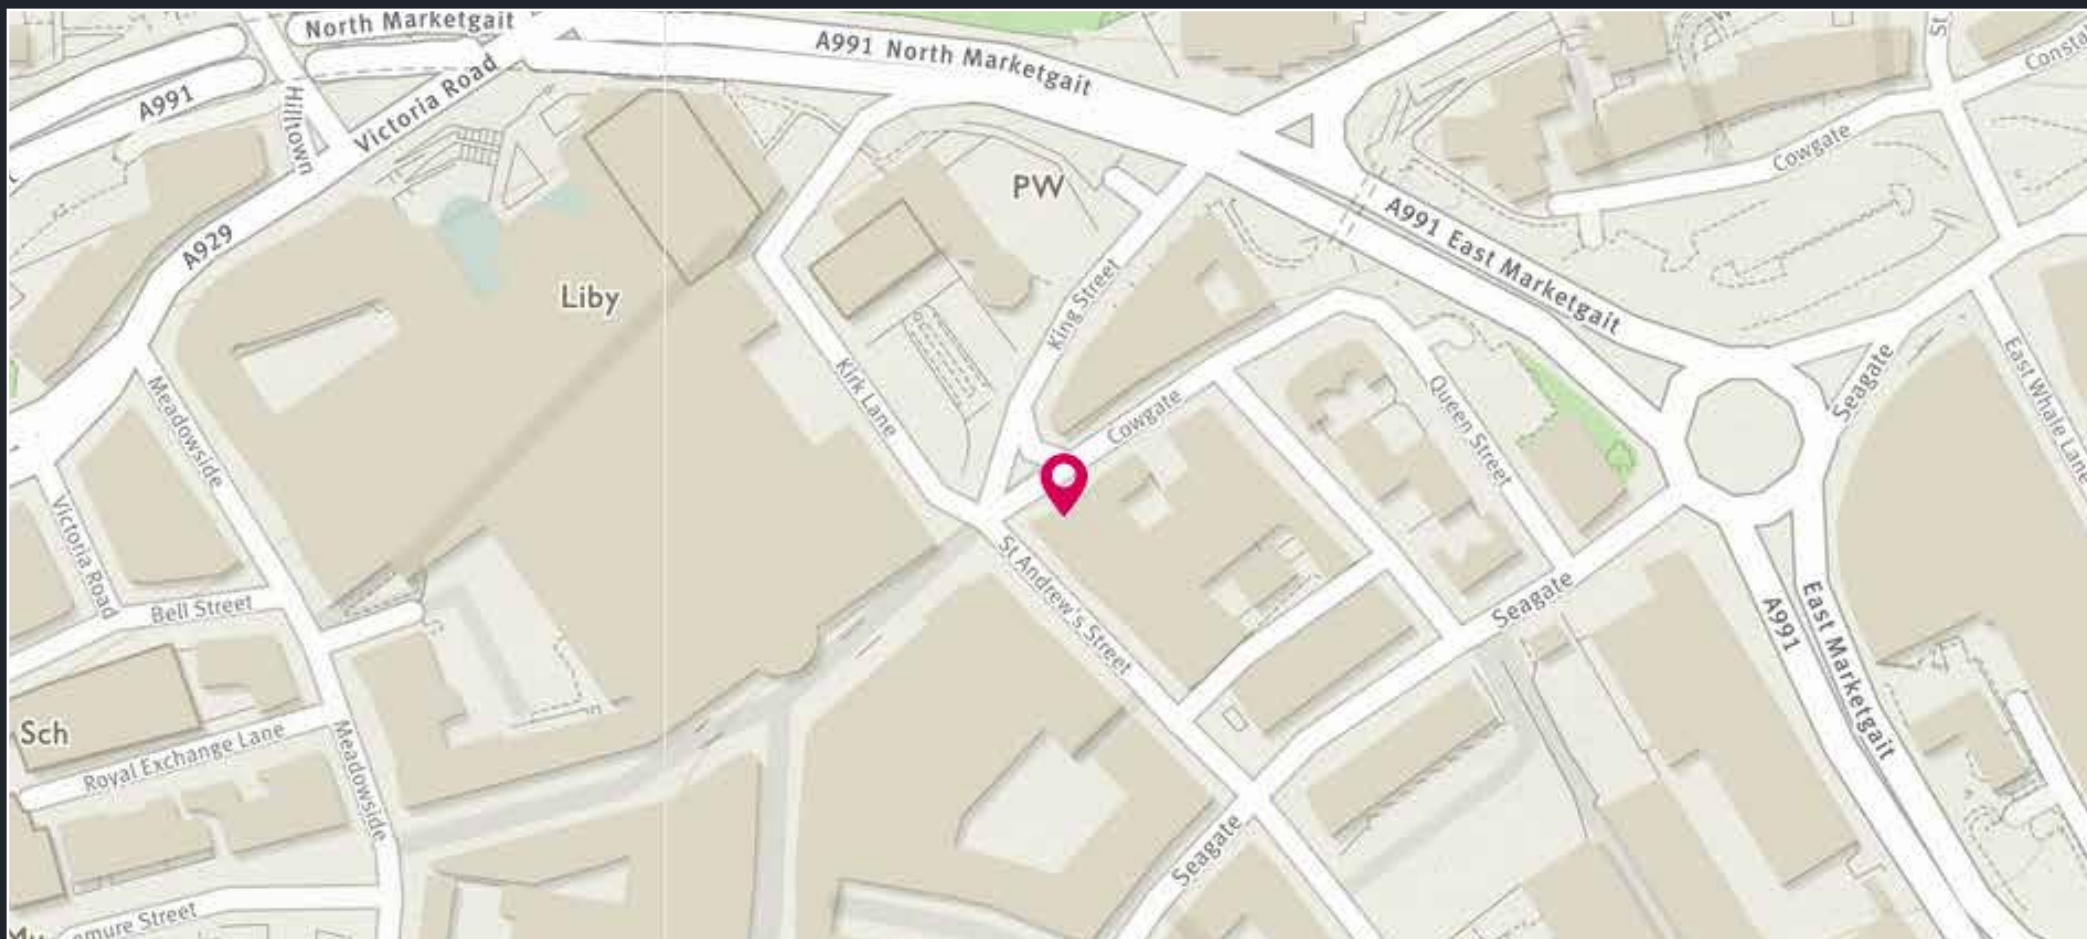 North Marketgait
A991 North Marketgait
St
A991
Hilltown
Victoria Road
Cowgate
PW
A929
A991 East Marketgait
Liby
King Street
Meadowside
Kirk Lane
Cowgate
Queen Street
Seagate
East Whale Lane
Victoria Road
Bell Street
St Andrew's Street
Seagate
A991
East Marketgait
Sch
Royal Exchange Lane
Meadowside
Seagate
Street